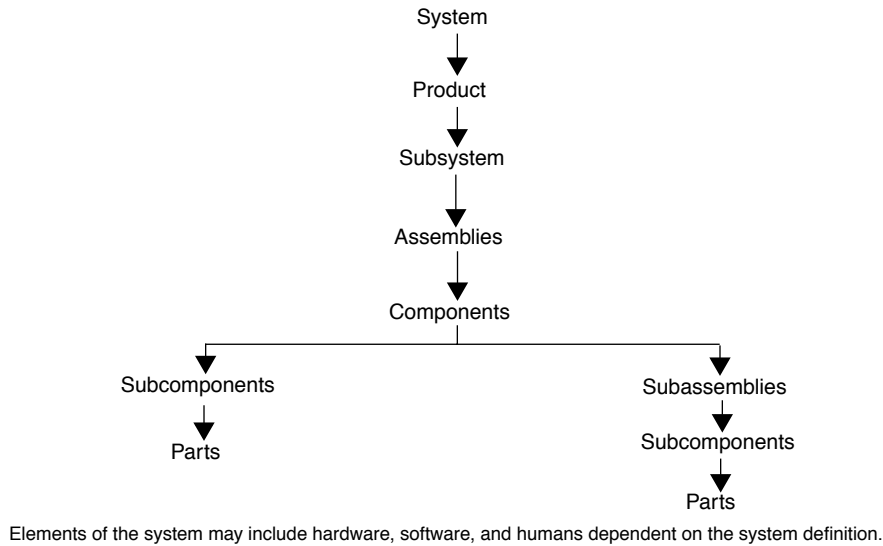 System
Product
Subsystem
Assemblies
Components
Subcomponents
Parts
Subassemblies
Subcomponents
Parts
Elements of the system may include hardware, software, and humans dependent on the system definition.